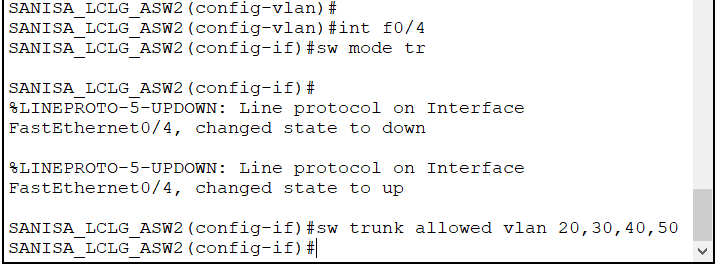 SANISA_LCLG_ASW2(config-vlan)#
SANISA_LCLG_ASW2(config-vlan)#int f0/4
SANISA_LCLG_ASW2(config-if)#sw mode tr
SANISA_LCLG_ASW2(config-if)#
%LINEPROTO-5-UPDOWN: Line protocol on Interface
FastEthernet0/4, changed state to down
%LINEPROTO-5-UPDOWN: Line protocol on Interface
FastEthernet0/4, changed state to up
SANISA_LCLG_ASW2(config-if)#sw trunk allowed vlan 20,30,40,50
SANISA_LCLG_ASW2(config-if)#